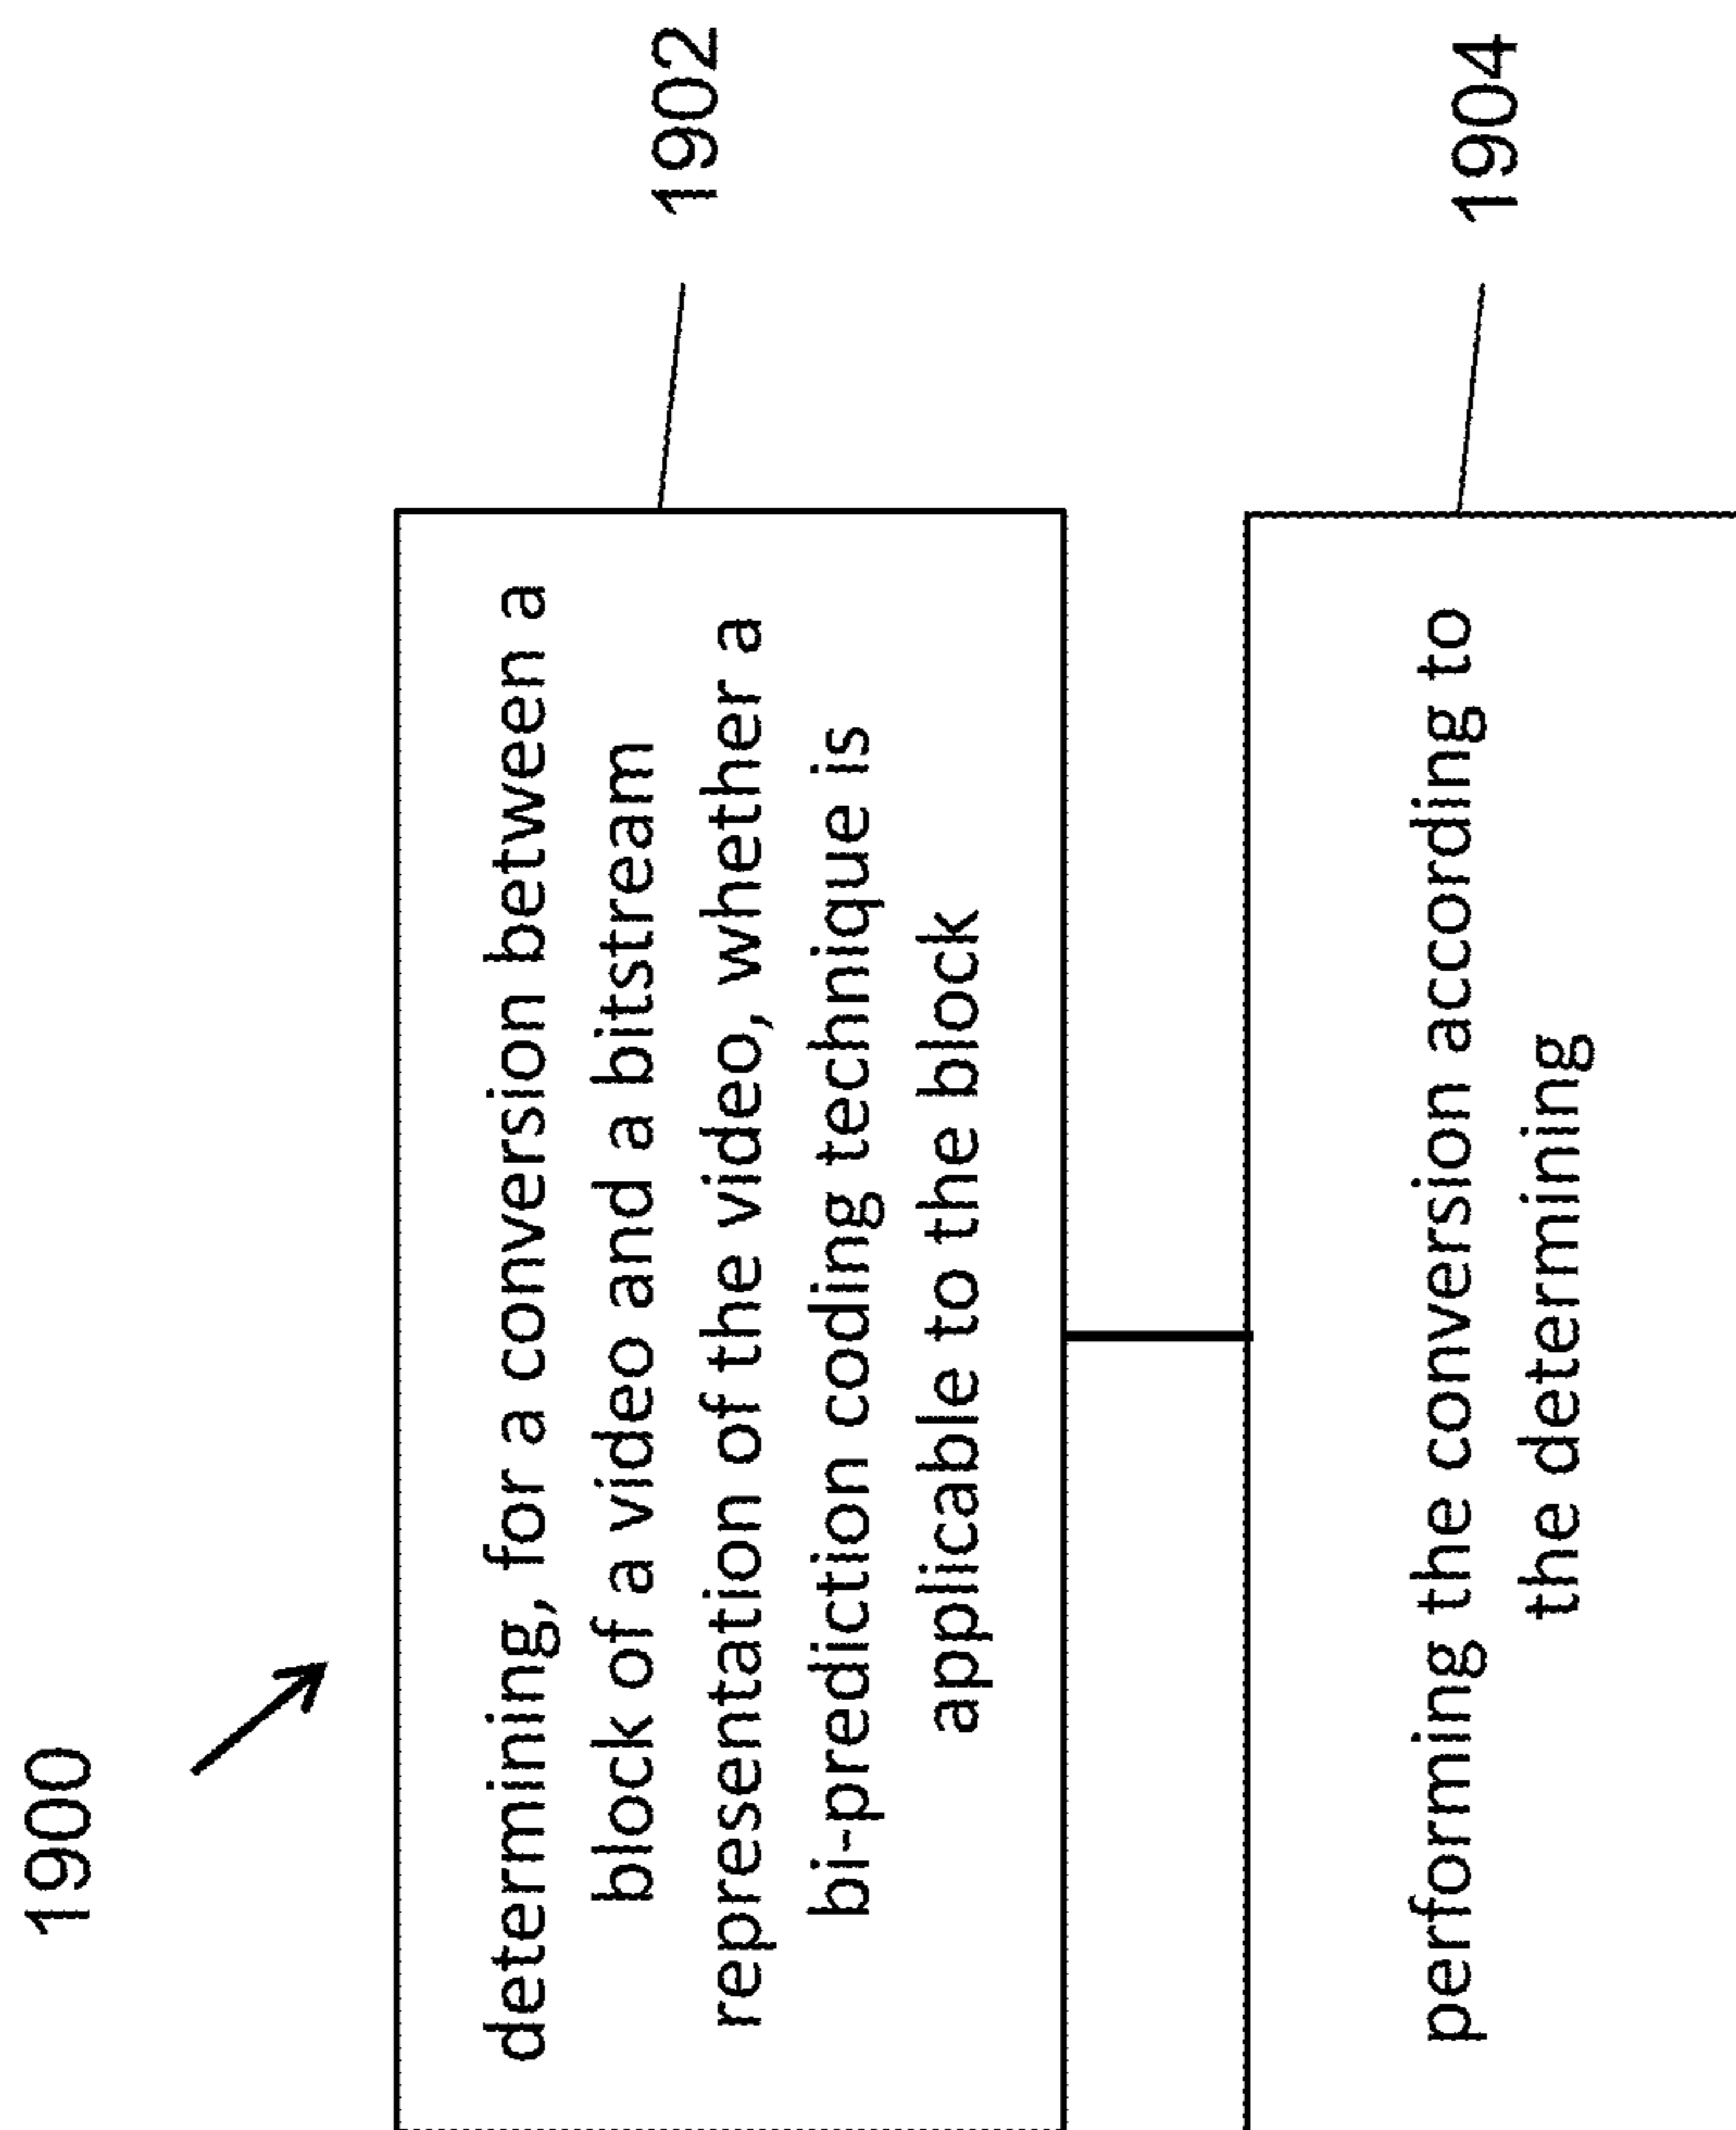 1900
determining, for a conversion between a
block of a video and a bitstream
representation of the video, whether a
bi-prediction coding technique is
applicable to the block
1902
performing the conversion according to
the determining
1904